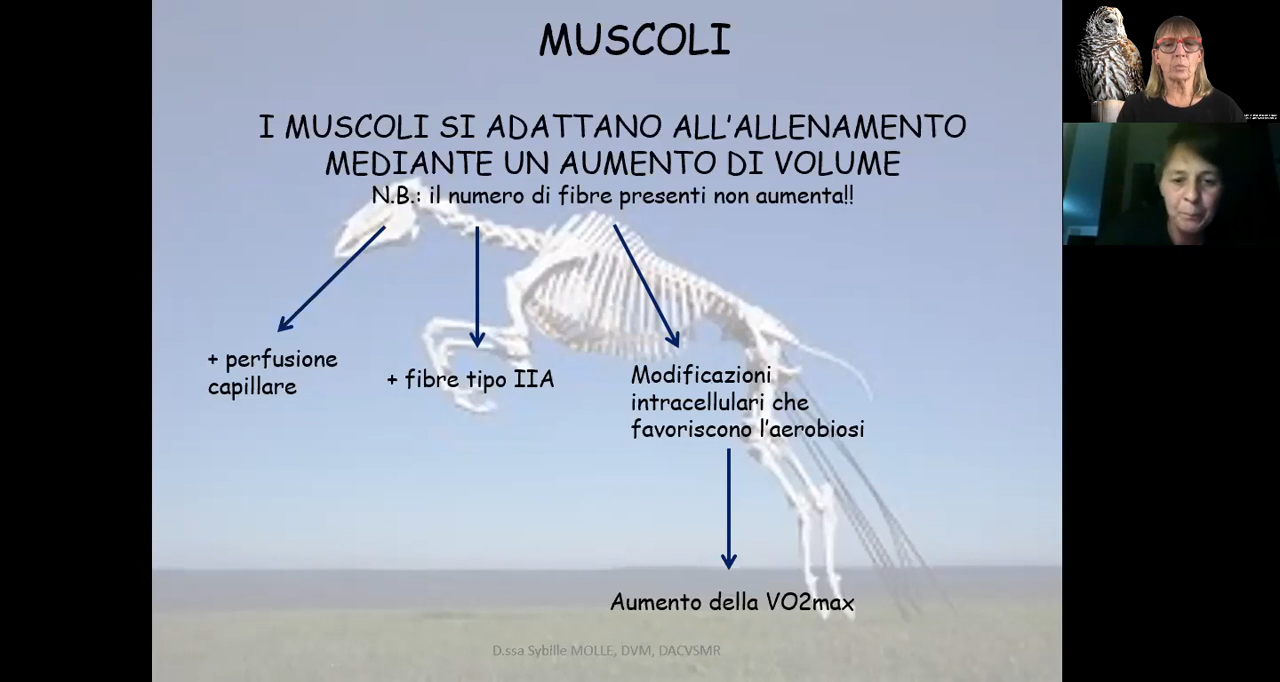 MUSCOLI
I MUSCOLI SI ADATTANO ALL'ALLENAMENTO
MEDIANTE UN AUMENTO DI VOLUME
N.B.: il numero di fibre presenti non aumenta!!
+ perfusione
capillare
+ fibre tipo IIA
Modificazioni
intracellulari che
favoriscono l'aerobiosi
Aumento della VO2max
D.ssa Sybille MOLLE, DVM, DACVSMR